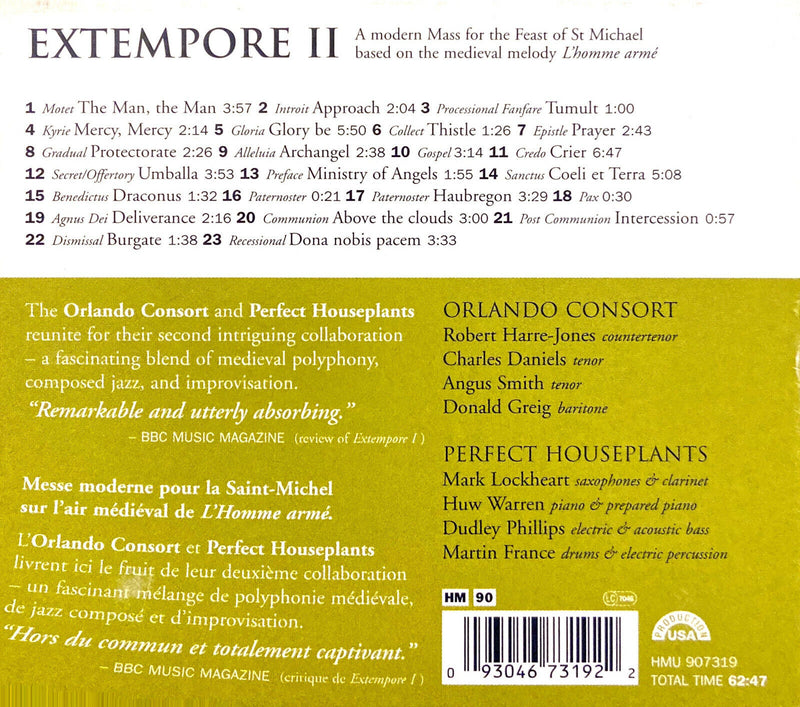 EXTEMPORE II
A modern Mass for the Feast of St Michael
based on the medieval melody L'homme armé
1 Motet The Man, the Man 3:57 2 Introit Approach 2:04 3 Processional Fanfare Tumult 1:00
4 Kyrie Mercy, Mercy 2:14 5 Gloria Glory be 5:50 6 Collect Thistle 1:26 7 Epistle Prayer 2:43
8 Gradual Protectorate 2:26 9 Alleluia Archangel 2:38 10 Gospel 3:14 11 Credo Crier 6:47
12 Secret/Offertory Umballa 3:53 13 Preface Ministry of Angels 1:55 14 Sanctus Coeli et Terra 5:08
15 Benedictus Draconus 1:32 16 Paternoster 0:21 17 Paternoster Haubregon 3:29 18 Pax 0:30
19 Agnus Dei Deliverance 2:16 20 Communion Above the clouds 3:00 21 Post Communion Intercession 0:57
22 Dismissal Burgate 1:38 23 Recessional Dona nobis pacem 3:33
The Orlando Consort and Perfect Houseplants
reunite for their second intriguing collaboration
– a fascinating blend of medieval polyphony,
composed jazz, and improvisation.
“Remarkable and utterly absorbing.”
– BBC MUSIC MAGAZINE (review of Extempore I)
Messe moderne pour la Saint-Michel
sur l'air médiéval de L'Homme armé.
L'Orlando Consort et Perfect Houseplants
livrent ici le fruit de leur deuxième collaboration
– un fascinant mélange de polyphonie médiévale,
de jazz composé et d'improvisation.
“Hors du commun et totalement captivant.”
– BBC MUSIC MAGAZINE (critique de Extempore I)
ORLANDO CONSORT
Robert Harre-Jones countertenor
Charles Daniels tenor
Angus Smith tenor
Donald Greig baritone
PERFECT HOUSEPLANTS
Mark Lockheart saxophones & clarinet
Huw Warren piano & prepared piano
Dudley Phillips electric & acoustic bass
Martin France drums & electric percussion
HM 90
LC 7045
0 93046 73192 2
PRODUCTION
USA
HMU 907319
TOTAL TIME 62:47